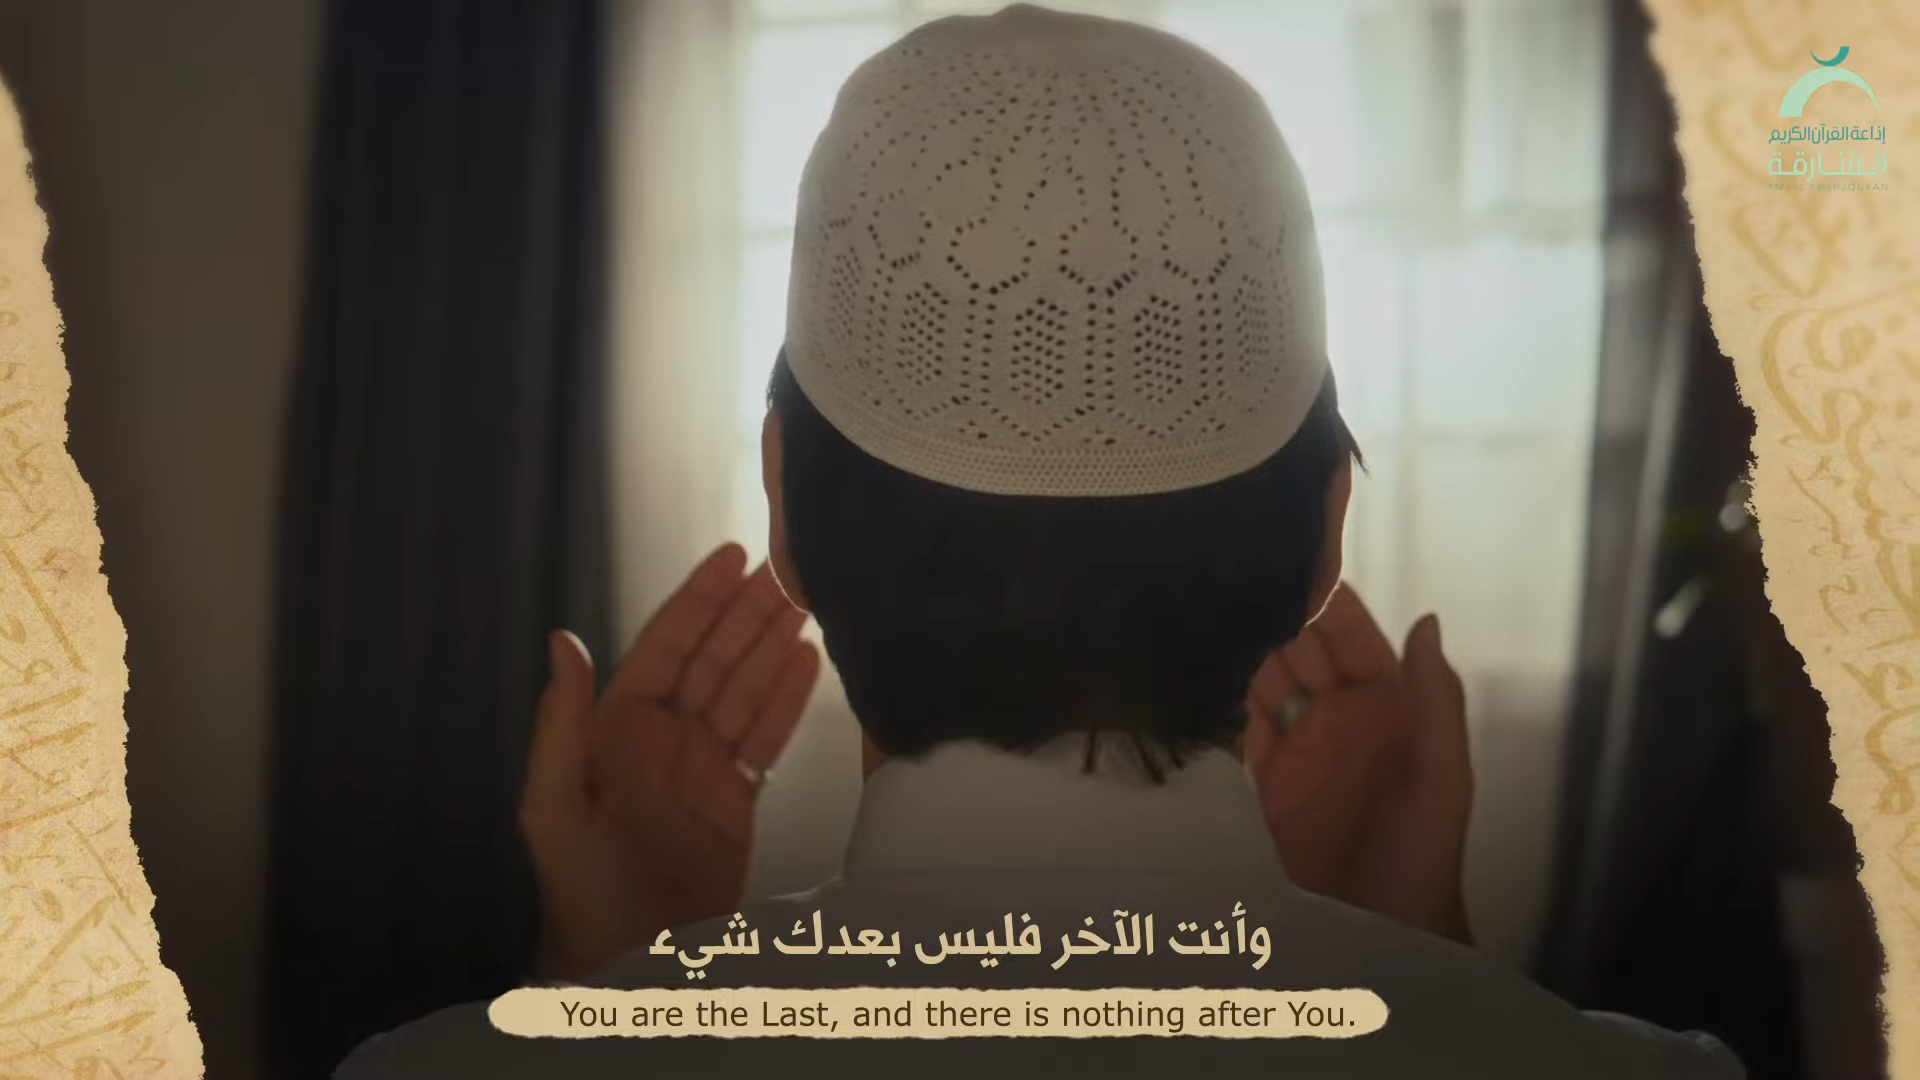 إذاعة القرآن الكريم
الشارقة
وأنت الآخر فليس بعدك شيء
You are the Last, and there is nothing after You.